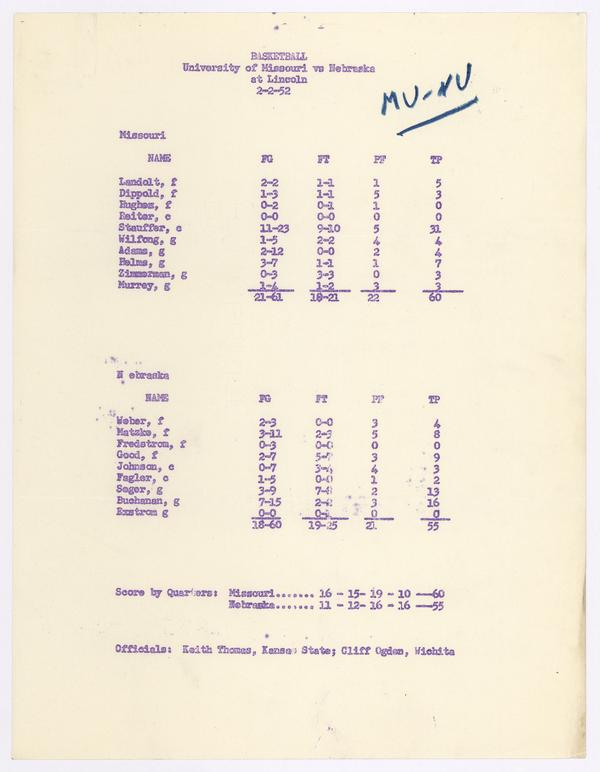 BASKETBALL
University of Missouri vs Nebraska
at Lincoln
2-2-52
MU-NU
Missouri
NAME FG FT PF TP
Landolt, f 2-2 1-1 1 5
Dippold, f 1-3 1-1 5 3
Hughes, f 0-2 0-1 1 0
Reiter, c 0-0 0-0 0 0
Stauffer, c 11-23 9-10 5 31
Wilfong, g 1-5 2-2 4 4
Adams, g 2-12 0-0 2 4
Helms, g 3-7 1-1 1 7
Zimmerman, g 0-3 3-3 0 3
Murrey, g 1-4 1-2 3 3
21-61 18-21 22 60
N ebraska
NAME FG FT PF TP
Weber, f 2-3 0-0 3 4
Matzke, f 3-11 2-3 5 8
Fredstrom, f 0-3 0-0 0 0
Good, f 2-7 5-7 3 9
Johnson, c 0-7 3-4 4 3
Fagler, c 1-5 0-0 1 2
Seger, g 3-9 7-8 2 13
Buchanan, g 7-15 2-2 3 16
Exstrom g 0-0 0-1 0 0
18-60 19-25 21 55
Score by Quarters: Missouri....... 16 - 15- 19 - 10 --60
Nebraska....... 11 - 12- 16 - 16 --55
Officials: Keith Thomas, Kansas State; Cliff Ogden, Wichita